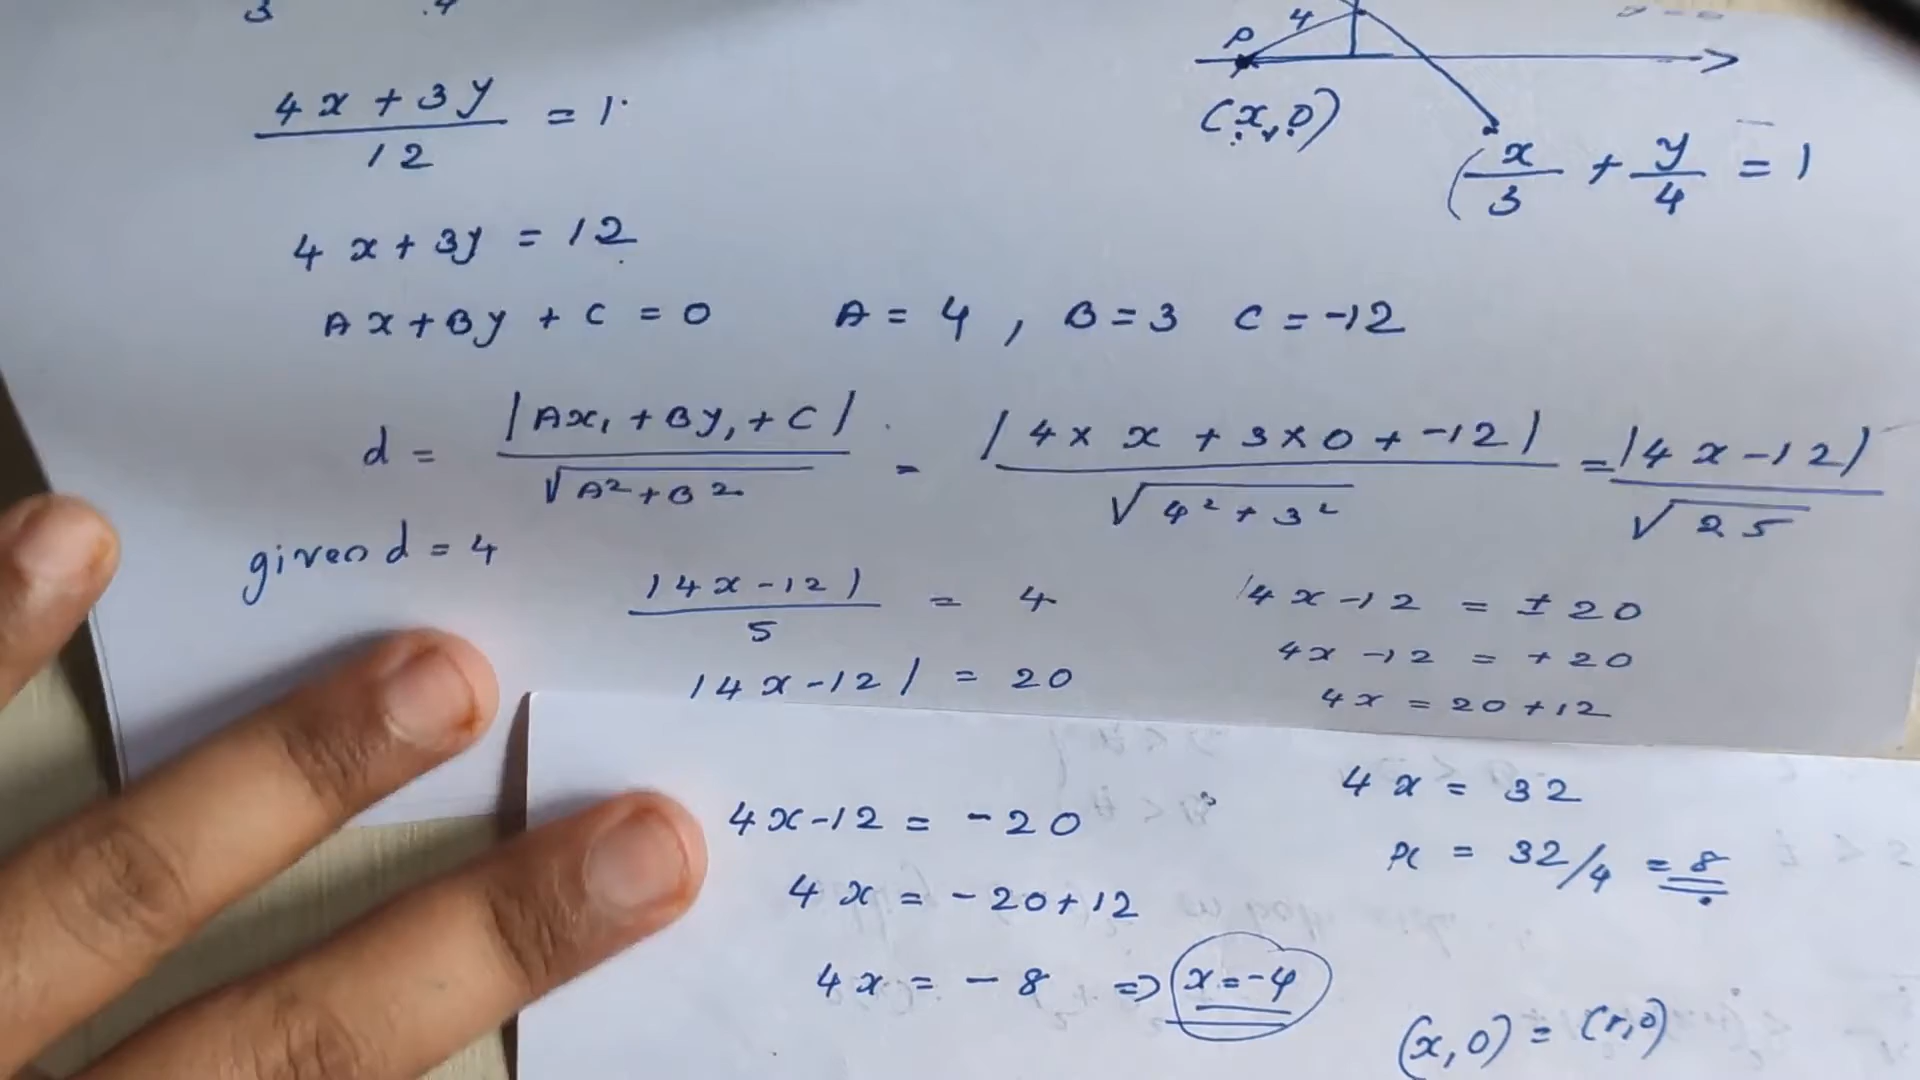 3 4
4x + 3y / 12 = 1
4x + 3y = 12
Ax + By + C = 0 A = 4, B = 3 C = -12
P 4
(x, 0)
x/3 + y/4 = 1
d = |Ax₁ + By₁ + C| / √A² + B² = |4 × x + 3 × 0 + -12| / √4² + 3² = |4x - 12| / √25
given d = 4
|4x - 12| / 5 = 4
|4x - 12| = 20
4x - 12 = ± 20
4x - 12 = + 20
4x = 20 + 12
4x = 32
x = 32/4 = 8
4x - 12 = - 20
4x = - 20 + 12
4x = - 8 => x = -4
(x, 0) = (r, 0)